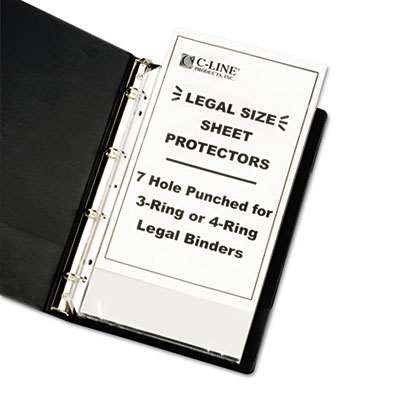 C-LINE®
PRODUCTS, INC.
LEGAL SIZE
SHEET
PROTECTORS
7 Hole Punched for
3-Ring or 4-Ring
Legal Binders